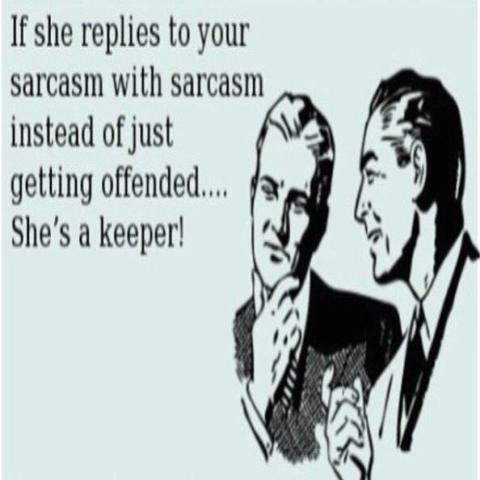 If she replies to your
sarcasm with sarcasm
instead of just
getting offended....
She's a keeper!